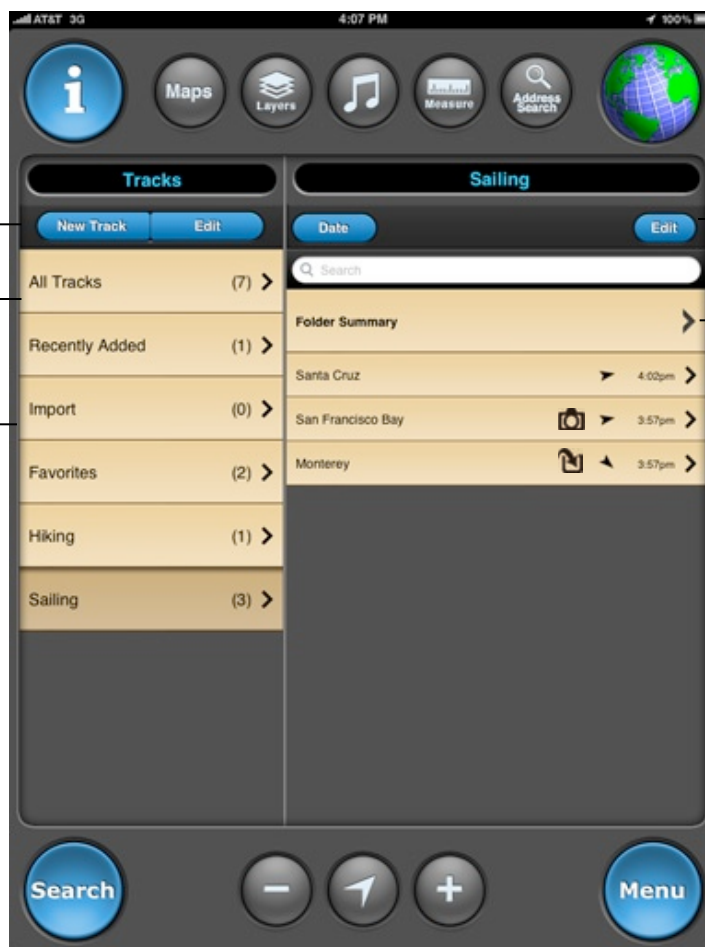 AT&T 3G 4:07 PM 100%
i Maps Layers Measure Address Search
Tracks
New Track Edit
All Tracks (7)
Recently Added (1)
Import (0)
Favorites (2)
Hiking (1)
Sailing (3)
Sailing
Date Edit
Search
Folder Summary
Santa Cruz 4:02pm
San Francisco Bay 3:57pm
Monterey 3:57pm
Search − + Menu